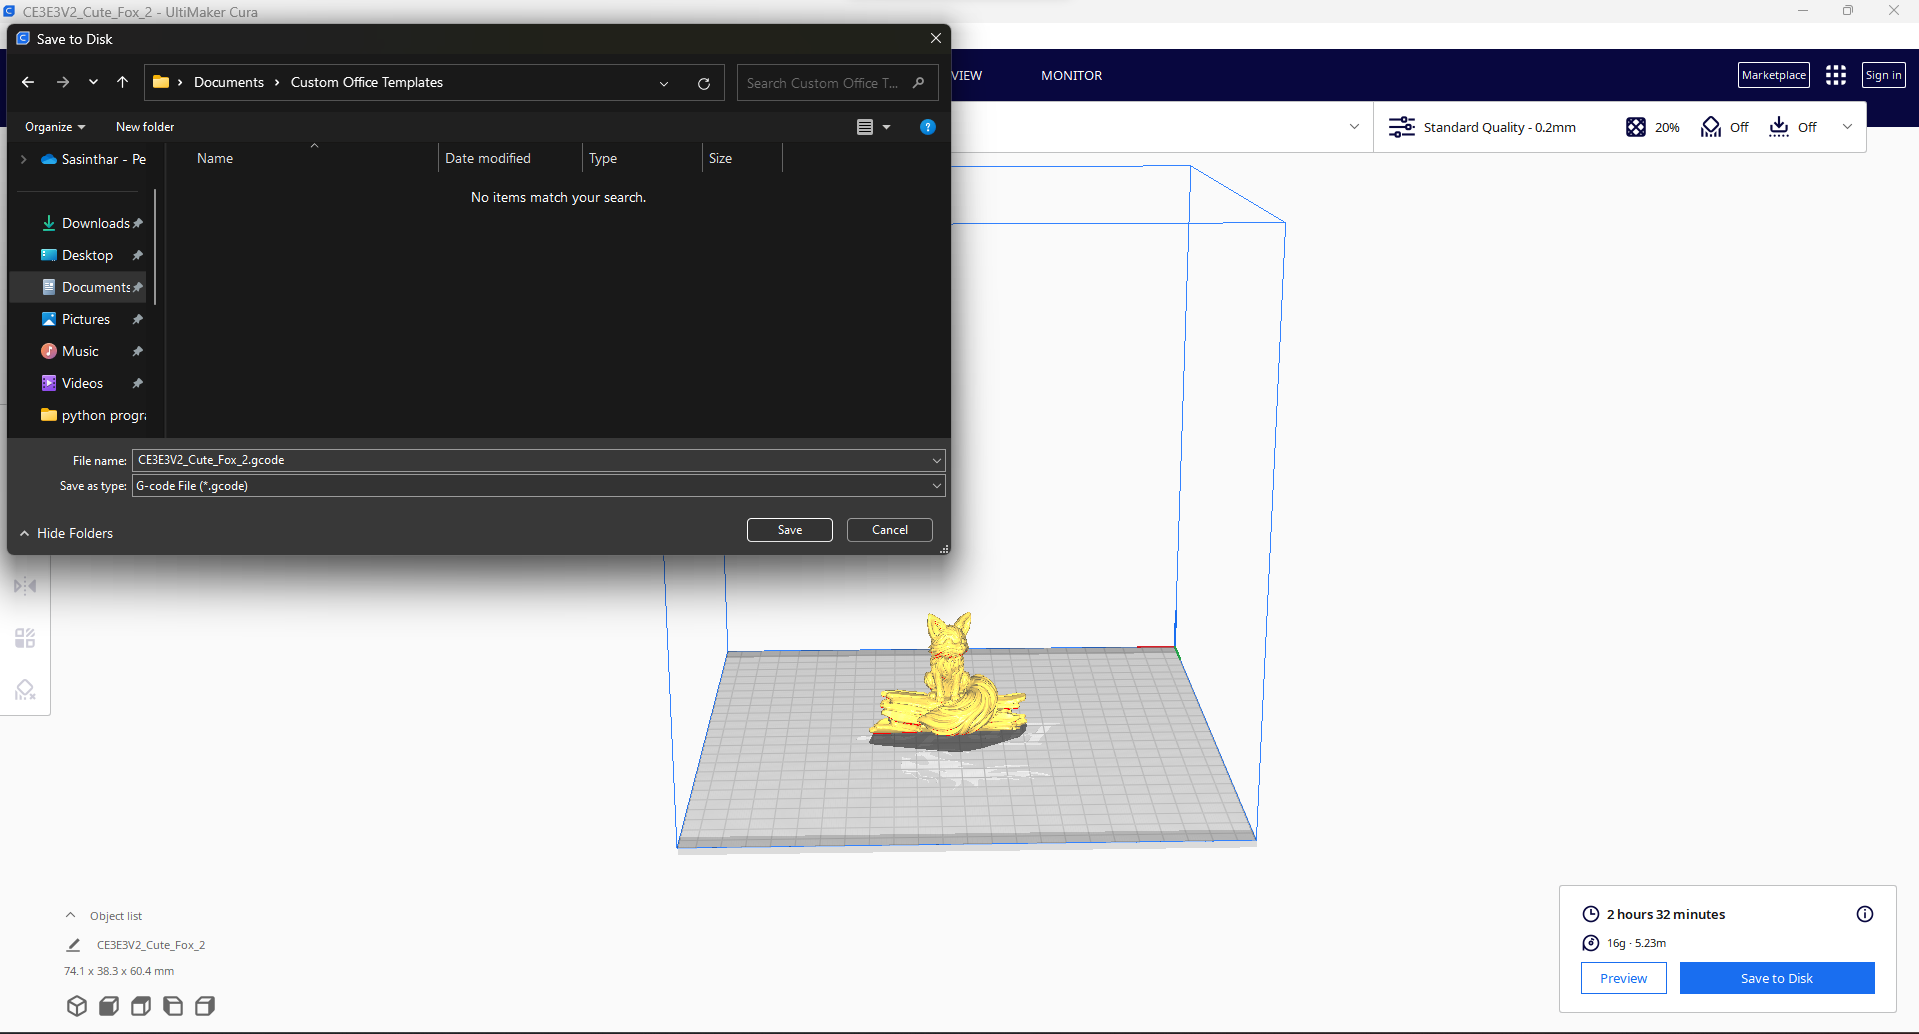 CE3E3V2_Cute_Fox_2 - UltiMaker Cura
Save to Disk
Documents > Custom Office Templates
Search Custom Office T...
VIEW
MONITOR
Marketplace
Sign in
Organize
New folder
Standard Quality - 0.2mm
20%
Off
Off
Sasinthar - Pe
Name
Date modified
Type
Size
No items match your search.
Downloads
Desktop
Documents
Pictures
Music
Videos
python progra
File name: CE3E3V2_Cute_Fox_2.gcode
Save as type: G-code File (*.gcode)
Hide Folders
Save
Cancel
Object list
CE3E3V2_Cute_Fox_2
74.1 x 38.3 x 60.4 mm
2 hours 32 minutes
16g · 5.23m
Preview
Save to Disk